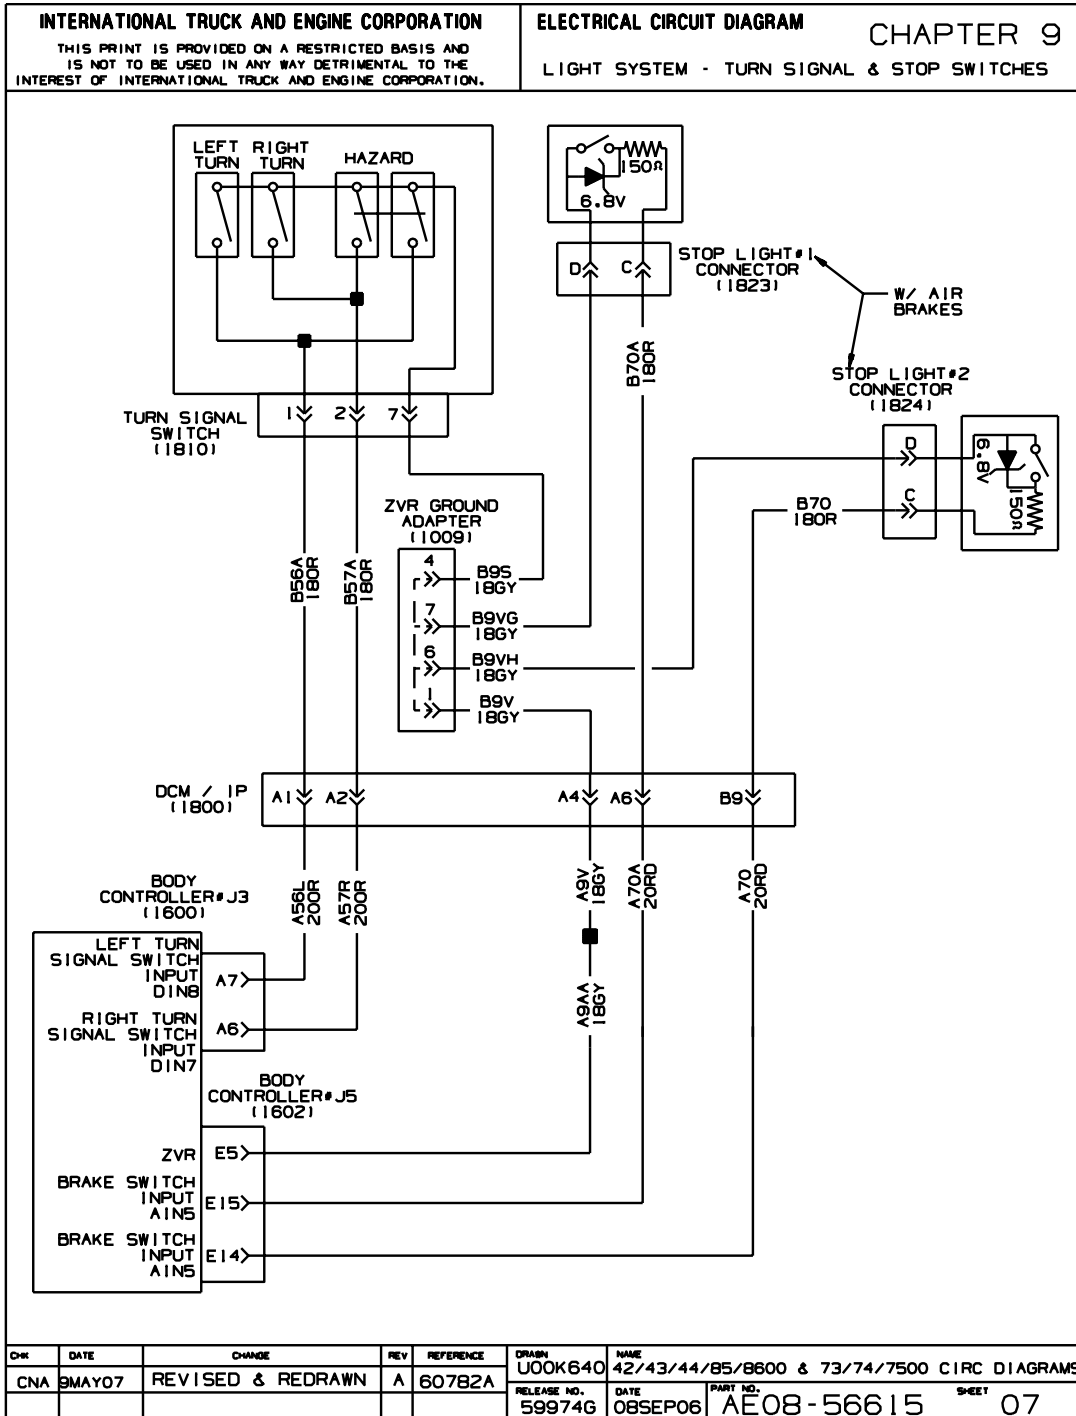 INTERNATIONAL TRUCK AND ENGINE CORPORATION
THIS PRINT IS PROVIDED ON A RESTRICTED BASIS AND
IS NOT TO BE USED IN ANY WAY DETRIMENTAL TO THE
INTEREST OF INTERNATIONAL TRUCK AND ENGINE CORPORATION.
ELECTRICAL CIRCUIT DIAGRAM
CHAPTER 9
LIGHT SYSTEM - TURN SIGNAL & STOP SWITCHES
LEFT
TURN
RIGHT
TURN
HAZARD
150Ω
6.8V
D
C
STOP LIGHT#1
CONNECTOR
(1823)
W/ AIR
BRAKES
B70A
18OR
STOP LIGHT#2
CONNECTOR
(1824)
TURN SIGNAL
SWITCH
(1810)
1
2
7
D
C
6.8V
150Ω
B70
18OR
ZVR GROUND
ADAPTER
(1009)
4
7
6
1
B9S
18GY
B9VG
18GY
B9VH
18GY
B9V
18GY
B56A
18OR
B57A
18OR
DCM / IP
(1800)
A1
A2
A4
A6
B9
A56L
20OR
A57R
20OR
A9V
18GY
A70A
20RD
A70
20RD
BODY
CONTROLLER#J3
(1600)
LEFT TURN
SIGNAL SWITCH
INPUT
DIN8
A7
RIGHT TURN
SIGNAL SWITCH
INPUT
DIN7
A6
A9AA
18GY
BODY
CONTROLLER#J5
(1602)
ZVR
E5
BRAKE SWITCH
INPUT
AIN5
E15
BRAKE SWITCH
INPUT
AIN5
E14
CHK DATE CHANGE REV REFERENCE
CNA 9MAY07 REVISED & REDRAWN A 60782A
DRAWN
U00K640
NAME
42/43/44/85/8600 & 73/74/7500 CIRC DIAGRAMS
RELEASE NO.
59974G
DATE
08SEP06
PART NO.
AE08-56615
SHEET
07